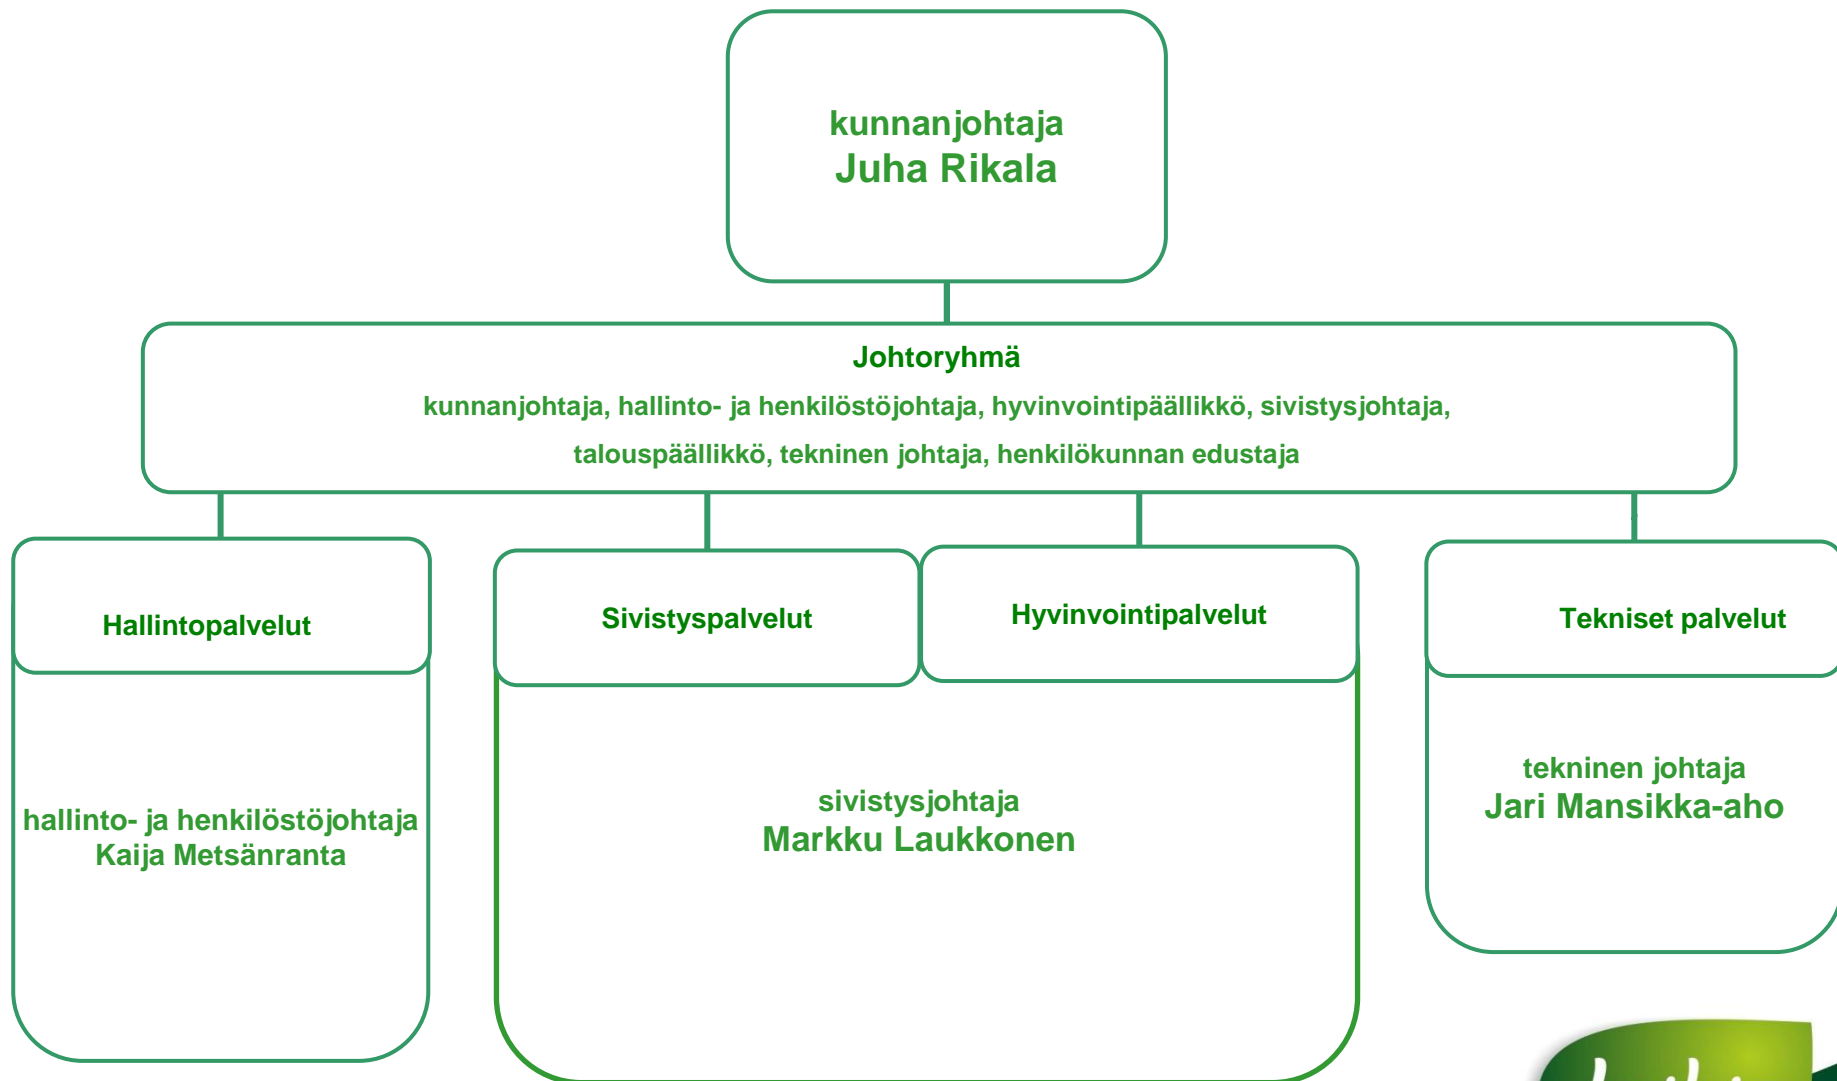 kunnanjohtaja
Juha Rikala
Johtoryhmä
kunnanjohtaja, hallinto- ja henkilöstöjohtaja, hyvinvointipäällikkö, sivistysjohtaja,
talouspäällikkö, tekninen johtaja, henkilökunnan edustaja
Hallintopalvelut
Sivistyspalvelut
Hyvinvointipalvelut
Tekniset palvelut
hallinto- ja henkilöstöjohtaja
Kaija Metsänranta
sivistysjohtaja
Markku Laukkonen
tekninen johtaja
Jari Mansikka-aho